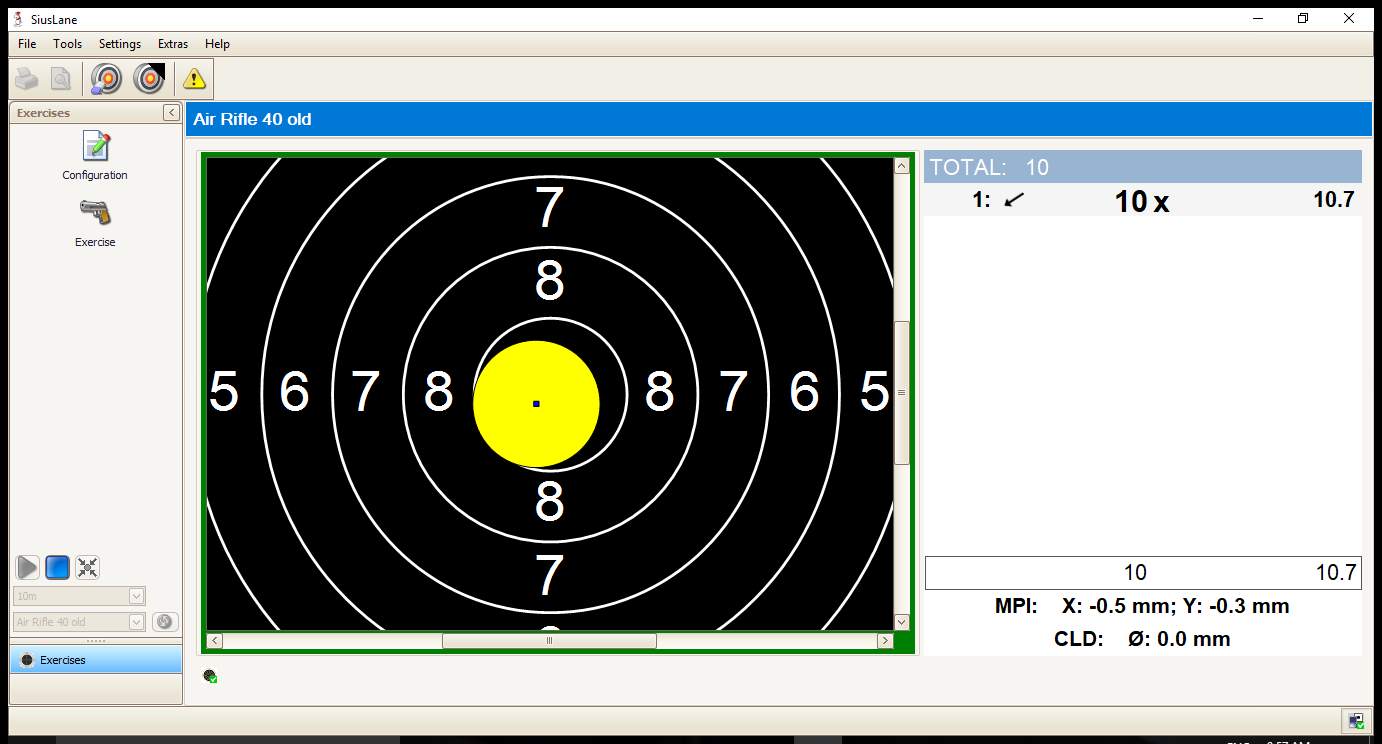 SiusLane
File Tools Settings Extras Help
Exercises
Air Rifle 40 old
Configuration
Exercise
7
8
5 6 7 8 8 7 6 5
8
7
TOTAL: 10
1: 10 x 10.7
10 10.7
MPI: X: -0.5 mm; Y: -0.3 mm
CLD: Ø: 0.0 mm
10m
Air Rifle 40 old
Exercises